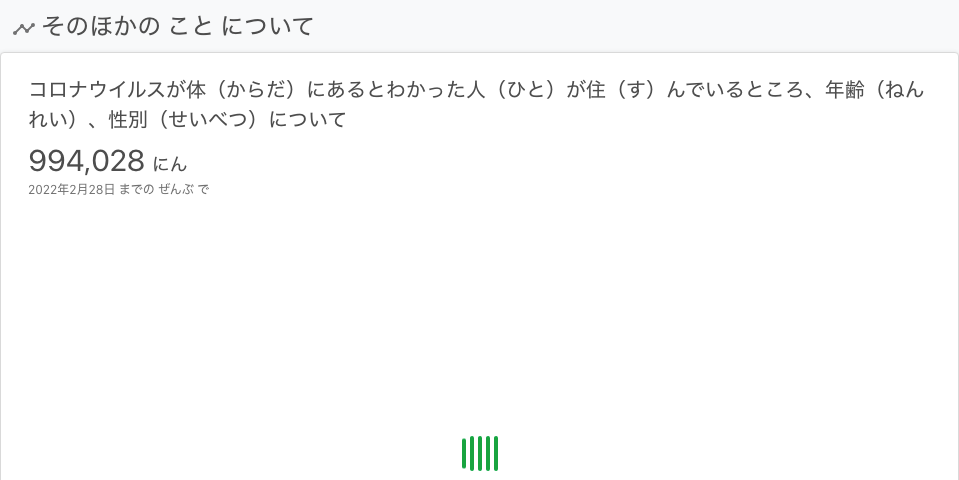 そのほかの こと について
コロナウイルスが体（からだ）にあるとわかった人（ひと）が住（す）んでいるところ、年齢（ねん
れい）、性別（せいべつ）について
994,028 にん
2022年2月28日 までの ぜんぶ で